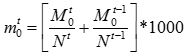 m_0^t = [ M_0^t / N^t + M_0^{t-1} / N^{t-1} ] *1000